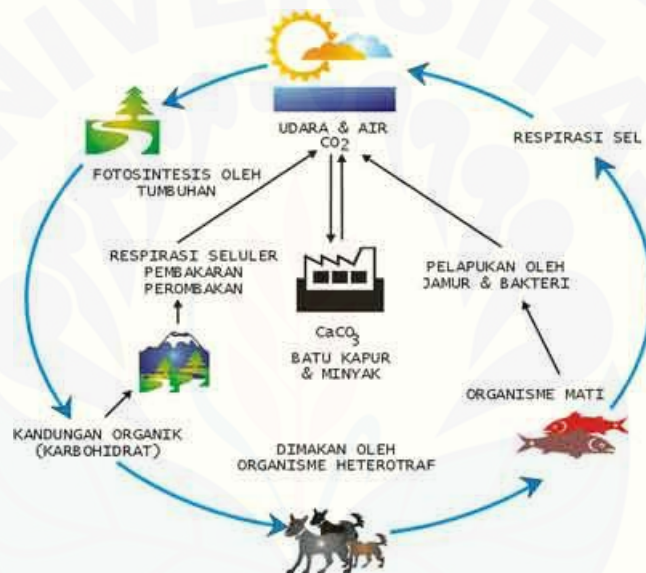 UNIVERSITA
UDARA & AIR
CO2
RESPIRASI SEL
FOTOSINTESIS OLEH
TUMBUHAN
RESPIRASI SELULER
PEMBAKARAN
PEROMBAKAN
PELAPUKAN OLEH
JAMUR & BAKTERI
CaCO3
BATU KAPUR
& MINYAK
ORGANISME MATI
KANDUNGAN ORGANIK
(KARBOHIDRAT)
DIMAKAN OLEH
ORGANISME HETEROTRAF